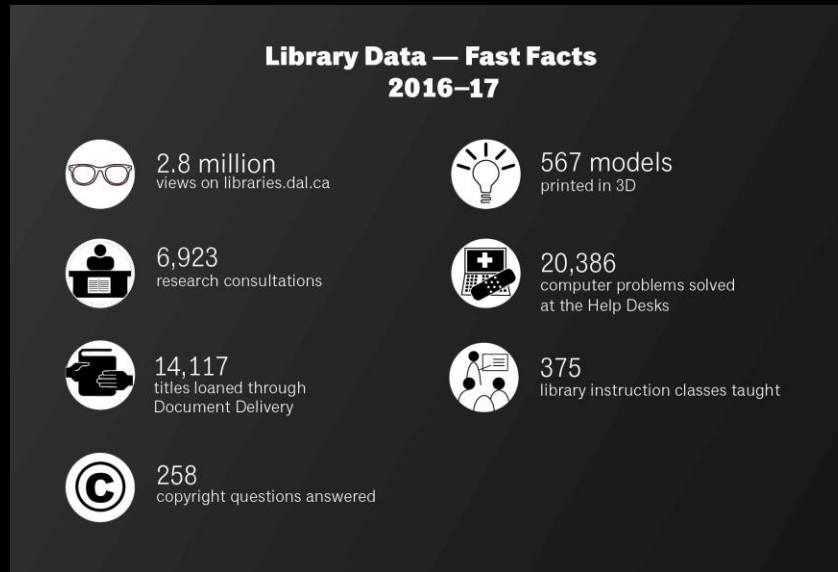 Library Data — Fast Facts
2016–17
2.8 million
views on libraries.dal.ca
6,923
research consultations
14,117
titles loaned through
Document Delivery
258
copyright questions answered
567 models
printed in 3D
20,386
computer problems solved
at the Help Desks
375
library instruction classes taught